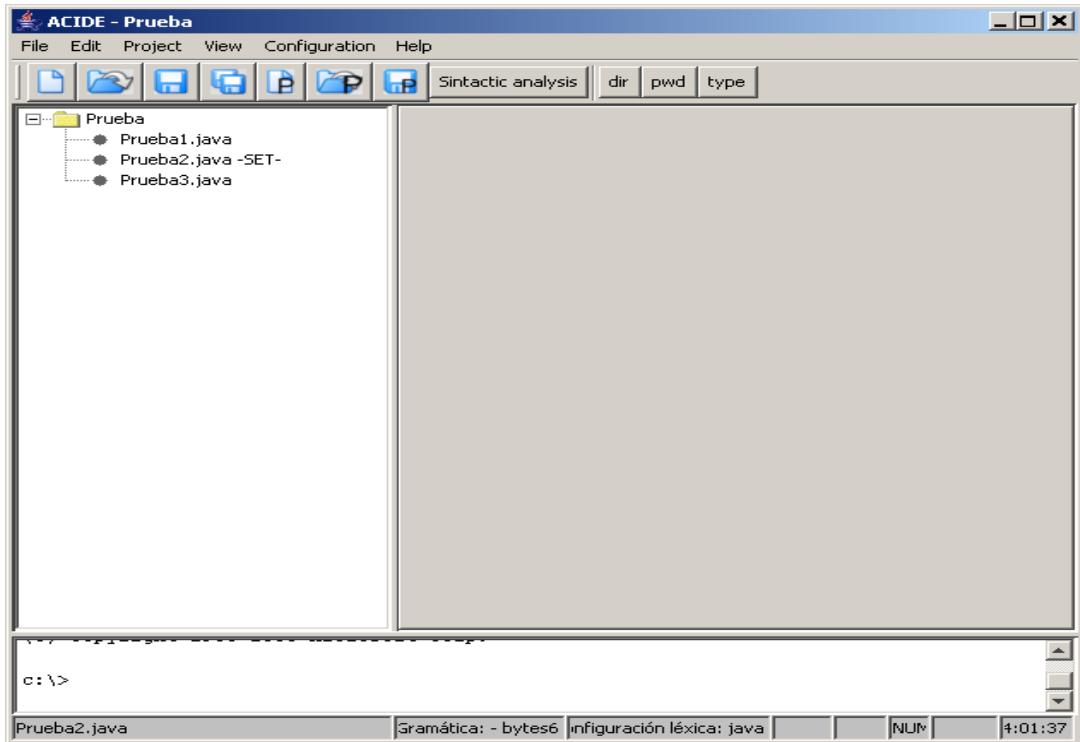 ACIDE - Prueba
File Edit Project View Configuration Help
P P P Sintactic analysis dir pwd type
Prueba
Prueba1.java
Prueba2.java -SET-
Prueba3.java
c:\>
Prueba2.java Gramática: - bytes6 nfiguración léxica: java NUM 4:01:37